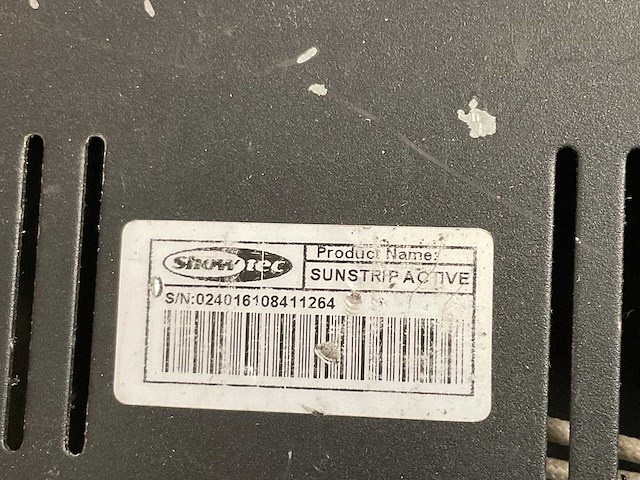 Showtec
Product Name:
SUNSTRIP ACTIVE
S/N:024016108411264